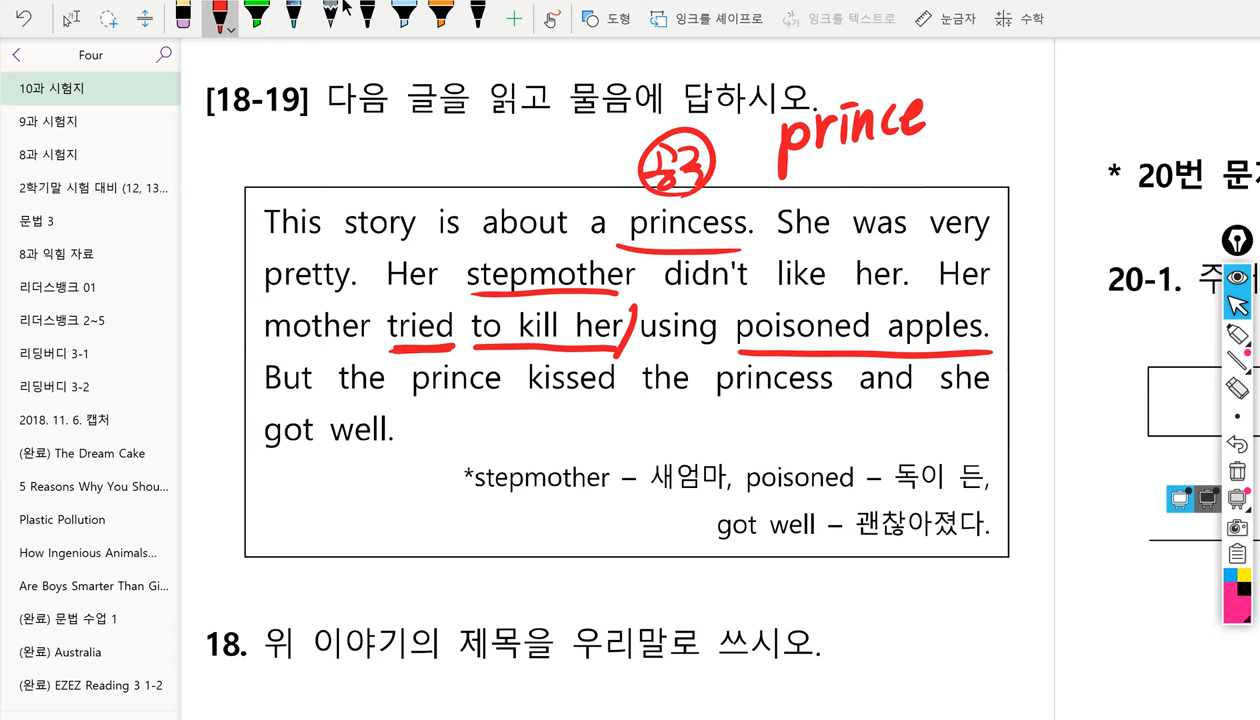 도형
잉크를 셰이프로
잉크를 텍스트로
눈금자
수학
Four
10과 시험지
9과 시험지
8과 시험지
2학기말 시험 대비 (12, 13...
문법 3
8과 익힘 자료
리더스뱅크 01
리더스뱅크 2~5
리딩버디 3-1
리딩버디 3-2
2018. 11. 6. 캡처
(완료) The Dream Cake
5 Reasons Why You Shou...
Plastic Pollution
How Ingenious Animals...
Are Boys Smarter Than Gi...
(완료) 문법 수업 1
(완료) Australia
(완료) EZEZ Reading 3 1-2
[18-19] 다음 글을 읽고 물음에 답하시오.
prince
This story is about a princess. She was very
pretty. Her stepmother didn't like her. Her
mother tried to kill her using poisoned apples.
But the prince kissed the princess and she
got well.
*stepmother – 새엄마, poisoned – 독이 든,
got well – 괜찮아졌다.
18. 위 이야기의 제목을 우리말로 쓰시오.
* 20번
20-1.